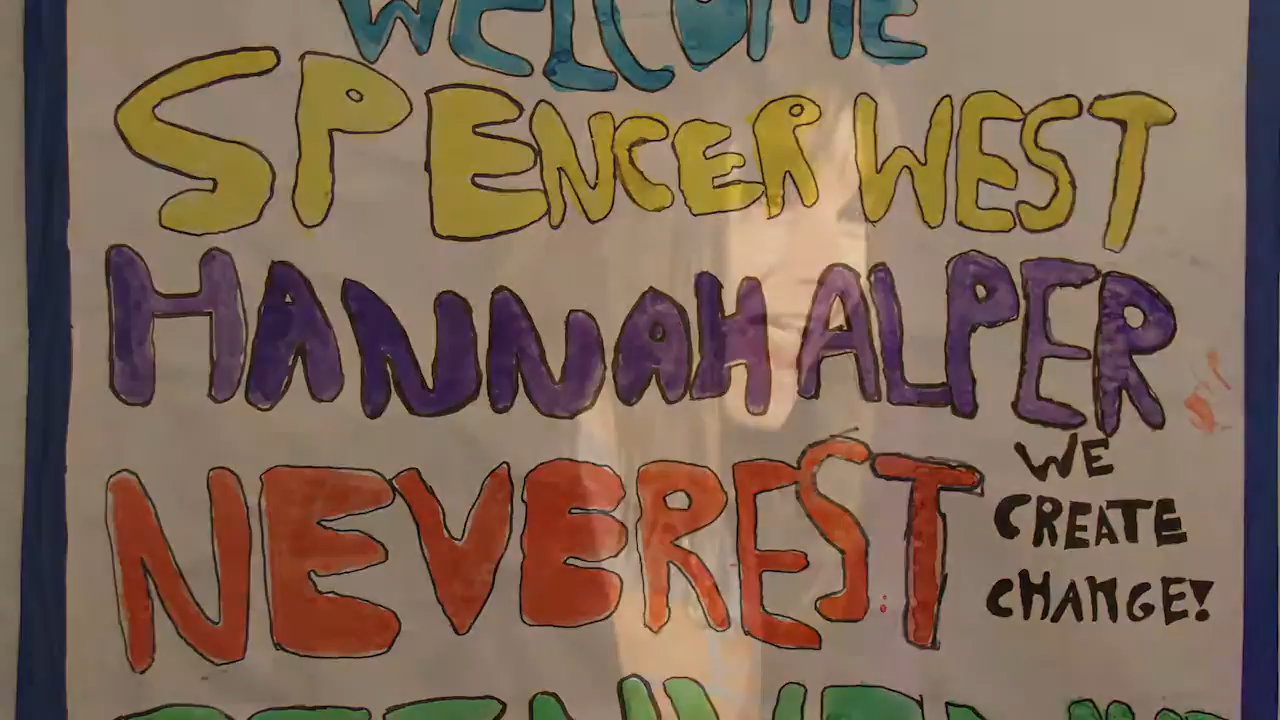 WELCOME
SPENCER WEST
HANNAH ALPER
NEVEREST
WE
CREATE
CHANGE!